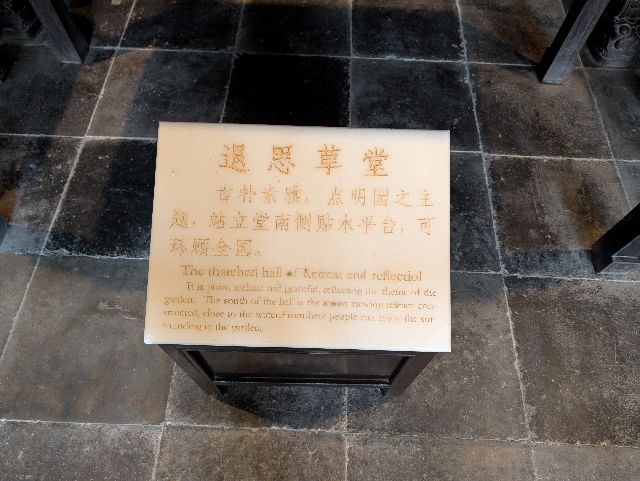 退思草堂
古朴素雅，点明园之主
题，站立堂南侧贴水平台，可
环顾全园。
The thatched hall of Retreat and reflectiol
It is plain, archaic and graceful, reflection the theme of the
garden. The south of the hall is the moon viewing terrace con-
structed, close to the water.From here people can enjoy the sur-
rounding in the garden.